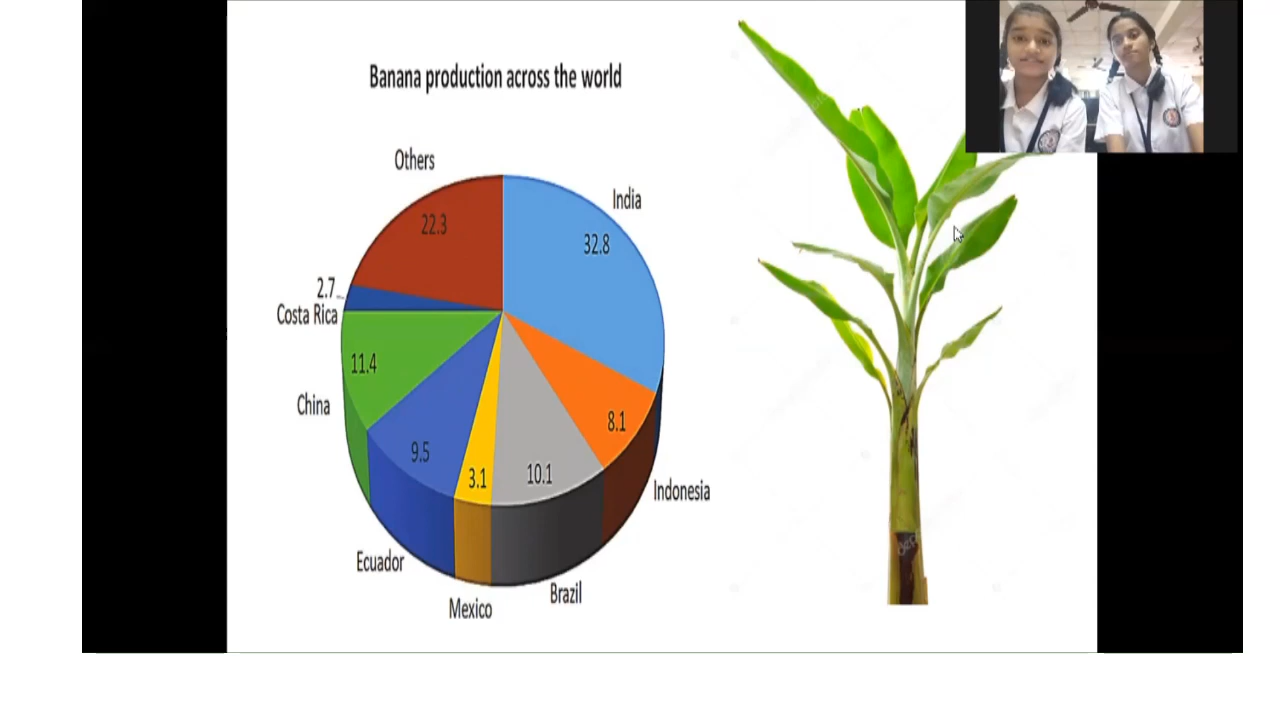 Banana production across the world
Others
22.3
India
32.8
2.7
Costa Rica
11.4
China
9.5
Ecuador
3.1
Mexico
10.1
Brazil
8.1
Indonesia